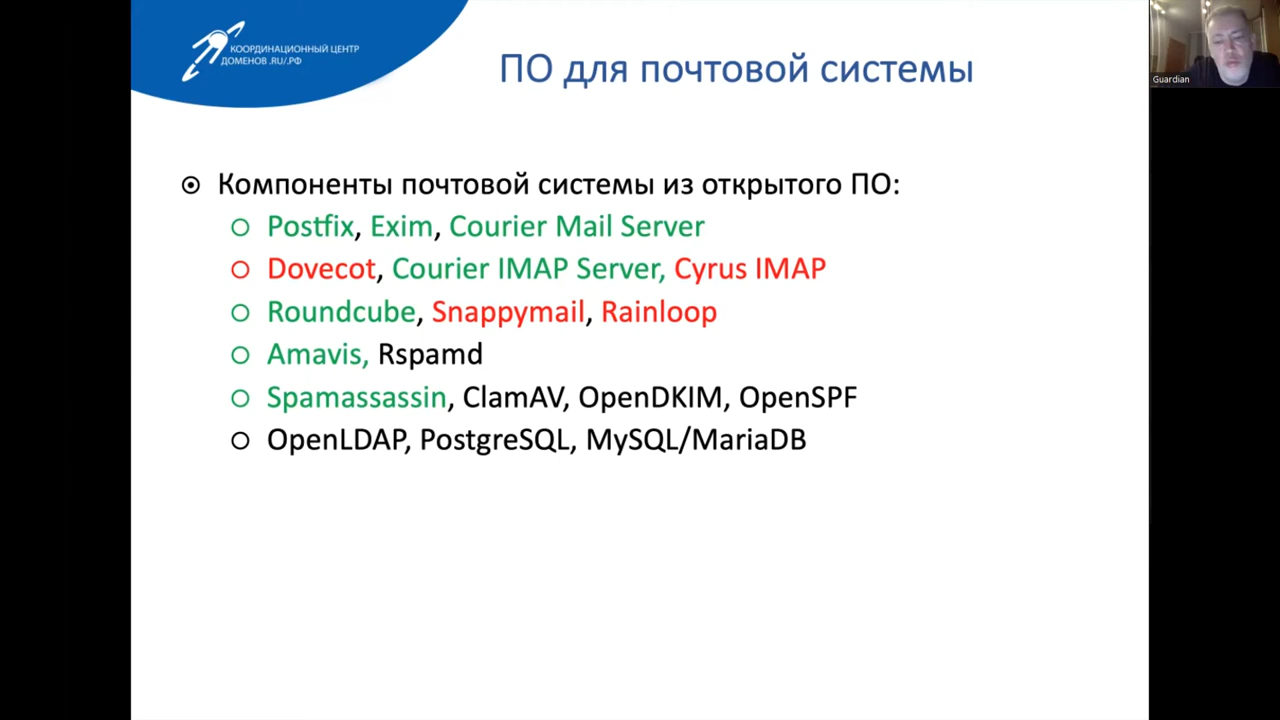 КООРДИНАЦИОННЫЙ ЦЕНТР
ДОМЕНОВ .RU/.РФ
ПО для почтовой системы
Guardian
Компоненты почтовой системы из открытого ПО:
Postfix, Exim, Courier Mail Server
Dovecot, Courier IMAP Server, Cyrus IMAP
Roundcube, Snappymail, Rainloop
Amavis, Rspamd
Spamassassin, ClamAV, OpenDKIM, OpenSPF
OpenLDAP, PostgreSQL, MySQL/MariaDB